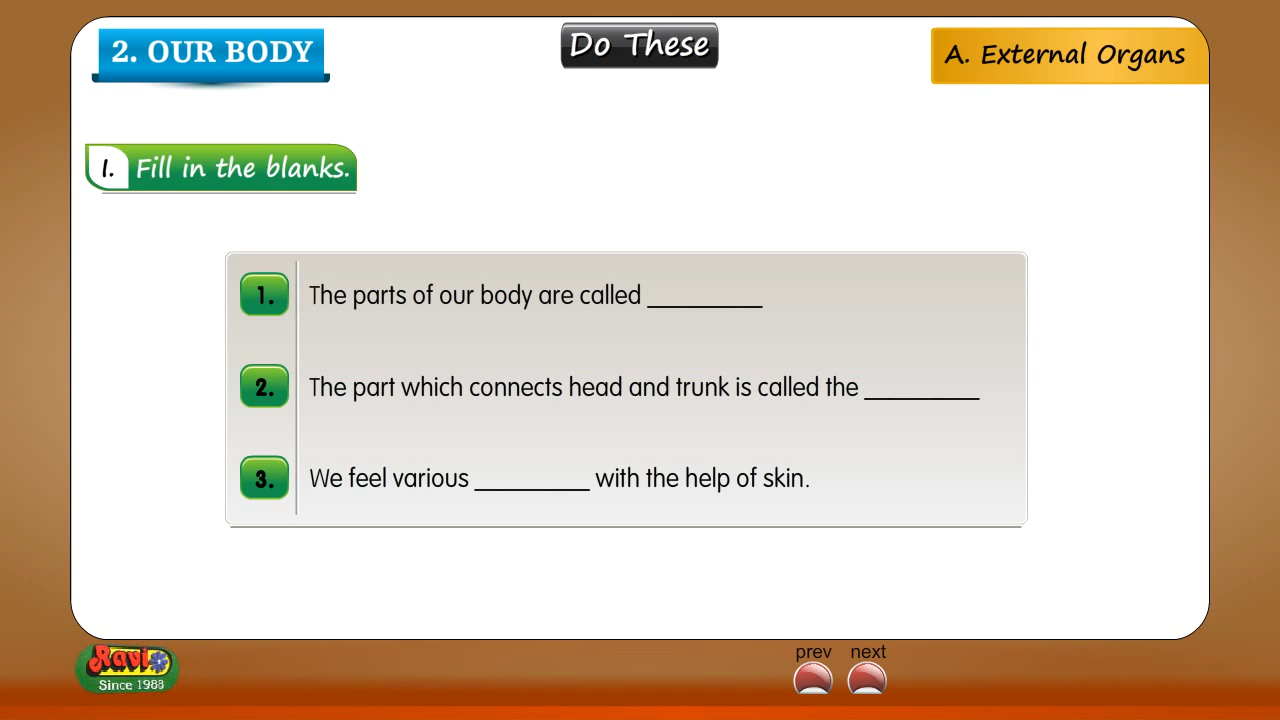 2. OUR BODY
Do These
A. External Organs
I. Fill in the blanks.
1. The parts of our body are called _________
2. The part which connects head and trunk is called the _________
3. We feel various _________ with the help of skin.
Ravi
Since 1988
prev next